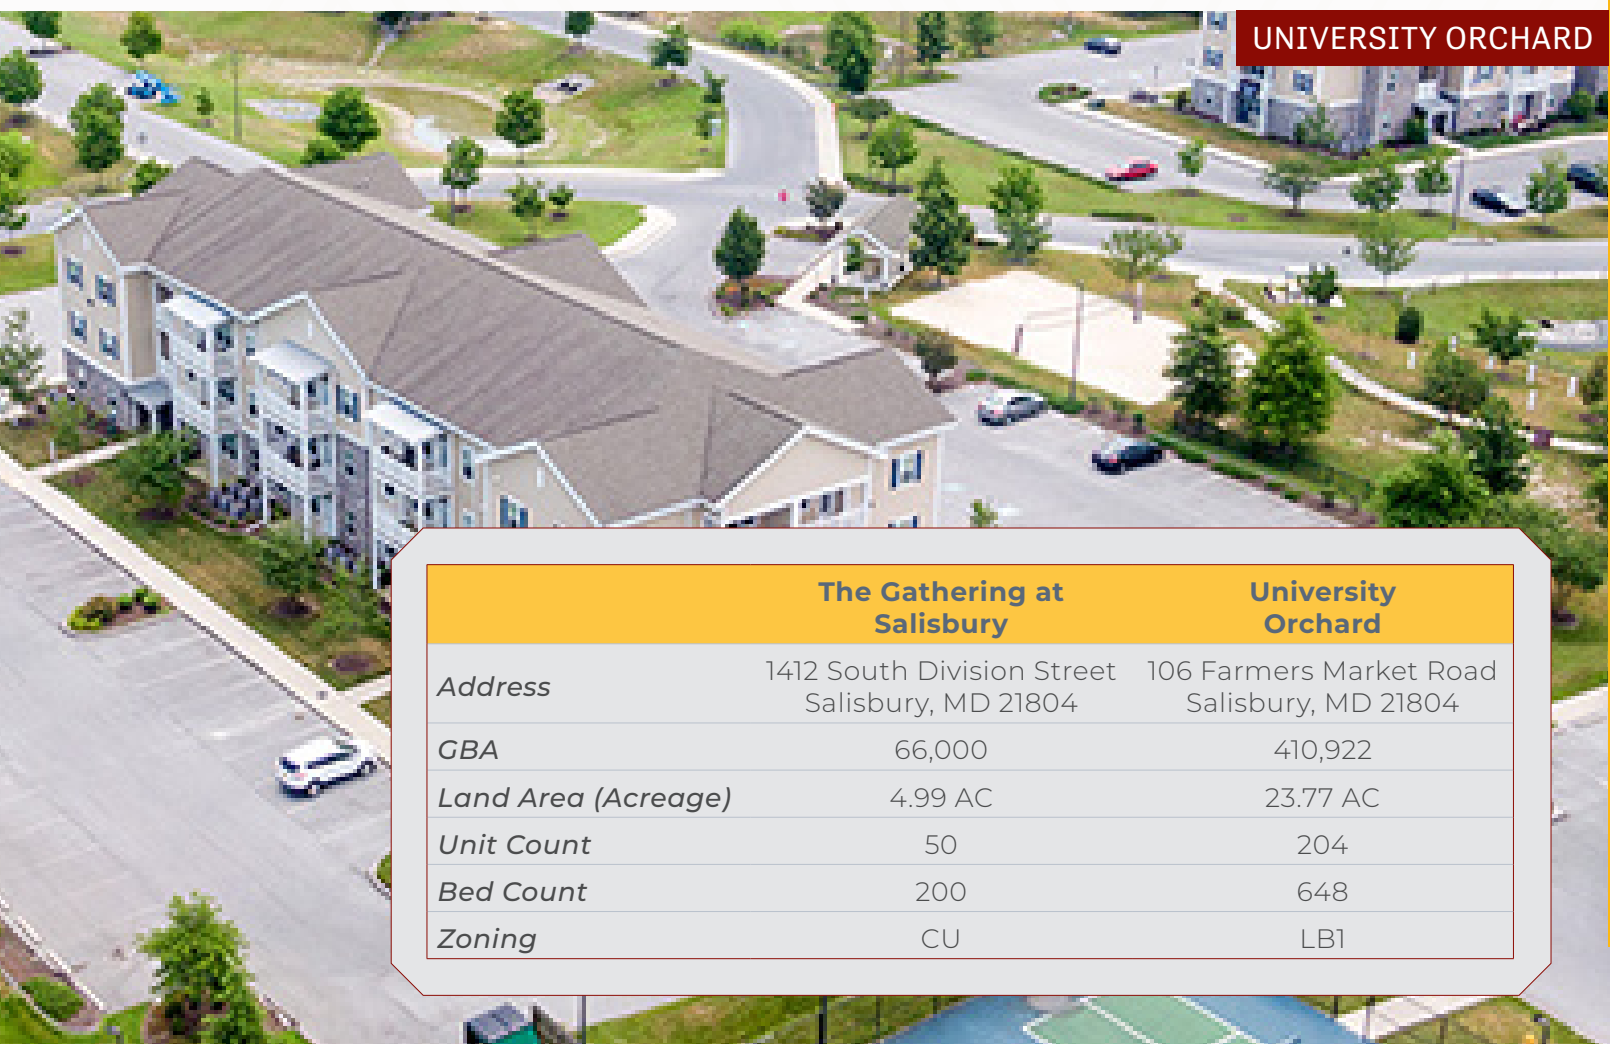 UNIVERSITY ORCHARD
The Gathering at University
Salisbury Orchard
Address 1412 South Division Street 106 Farmers Market Road
Salisbury, MD 21804 Salisbury, MD 21804
GBA 66,000 410,922
Land Area (Acreage) 4.99 AC 23.77 AC
Unit Count 50 204
Bed Count 200 648
Zoning CU LB1